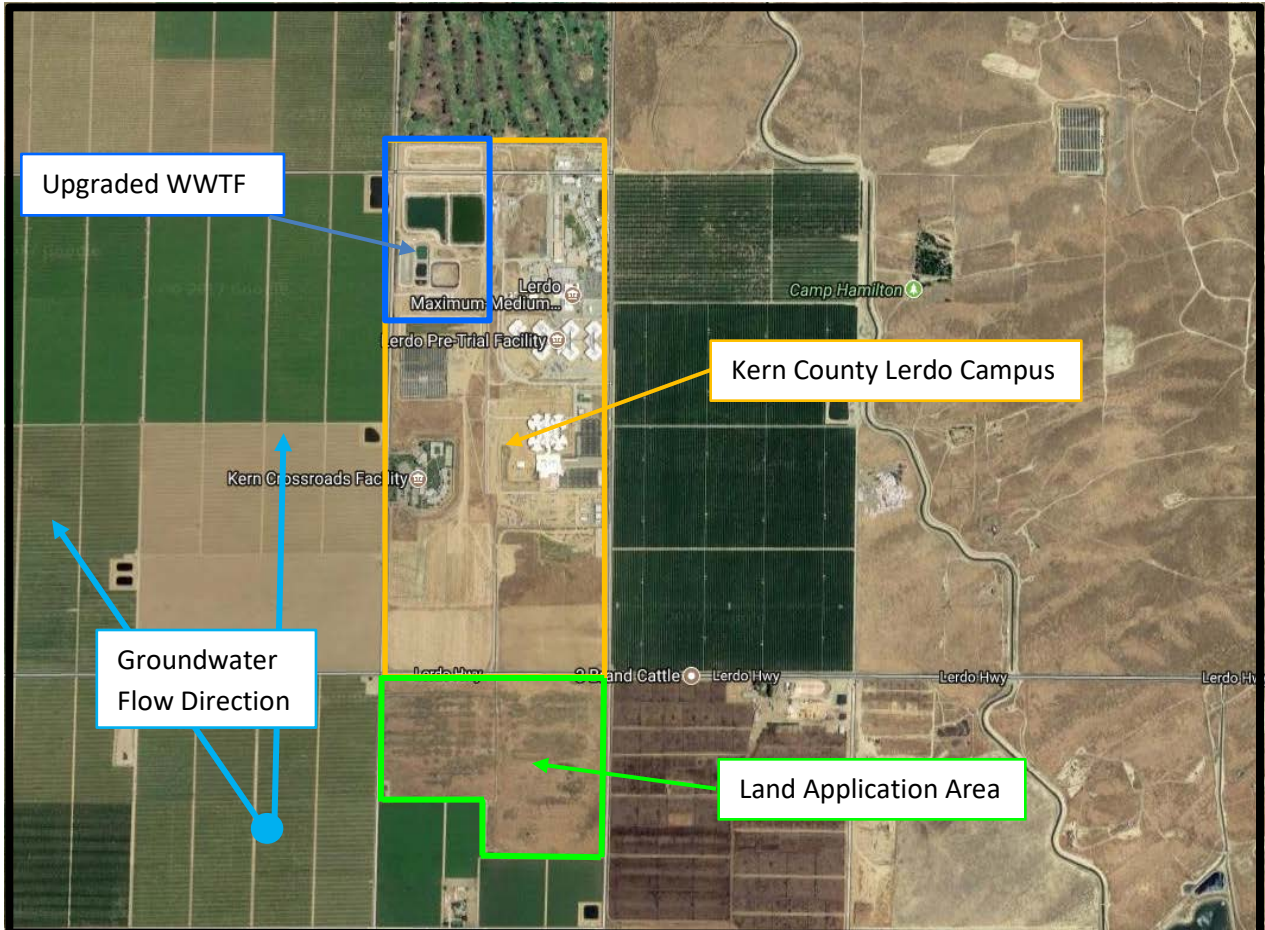 Upgraded WWTF
Lerdo
Maximum-Medium...
Camp Hamilton
Lerdo Pre-Trial Facility
Kern County Lerdo Campus
Kern Crossroads Facility
Groundwater
Flow Direction
Lerdo Hwy
3 Brand Cattle
Lerdo Hwy
Lerdo Hwy
Lerdo Hw
Land Application Area